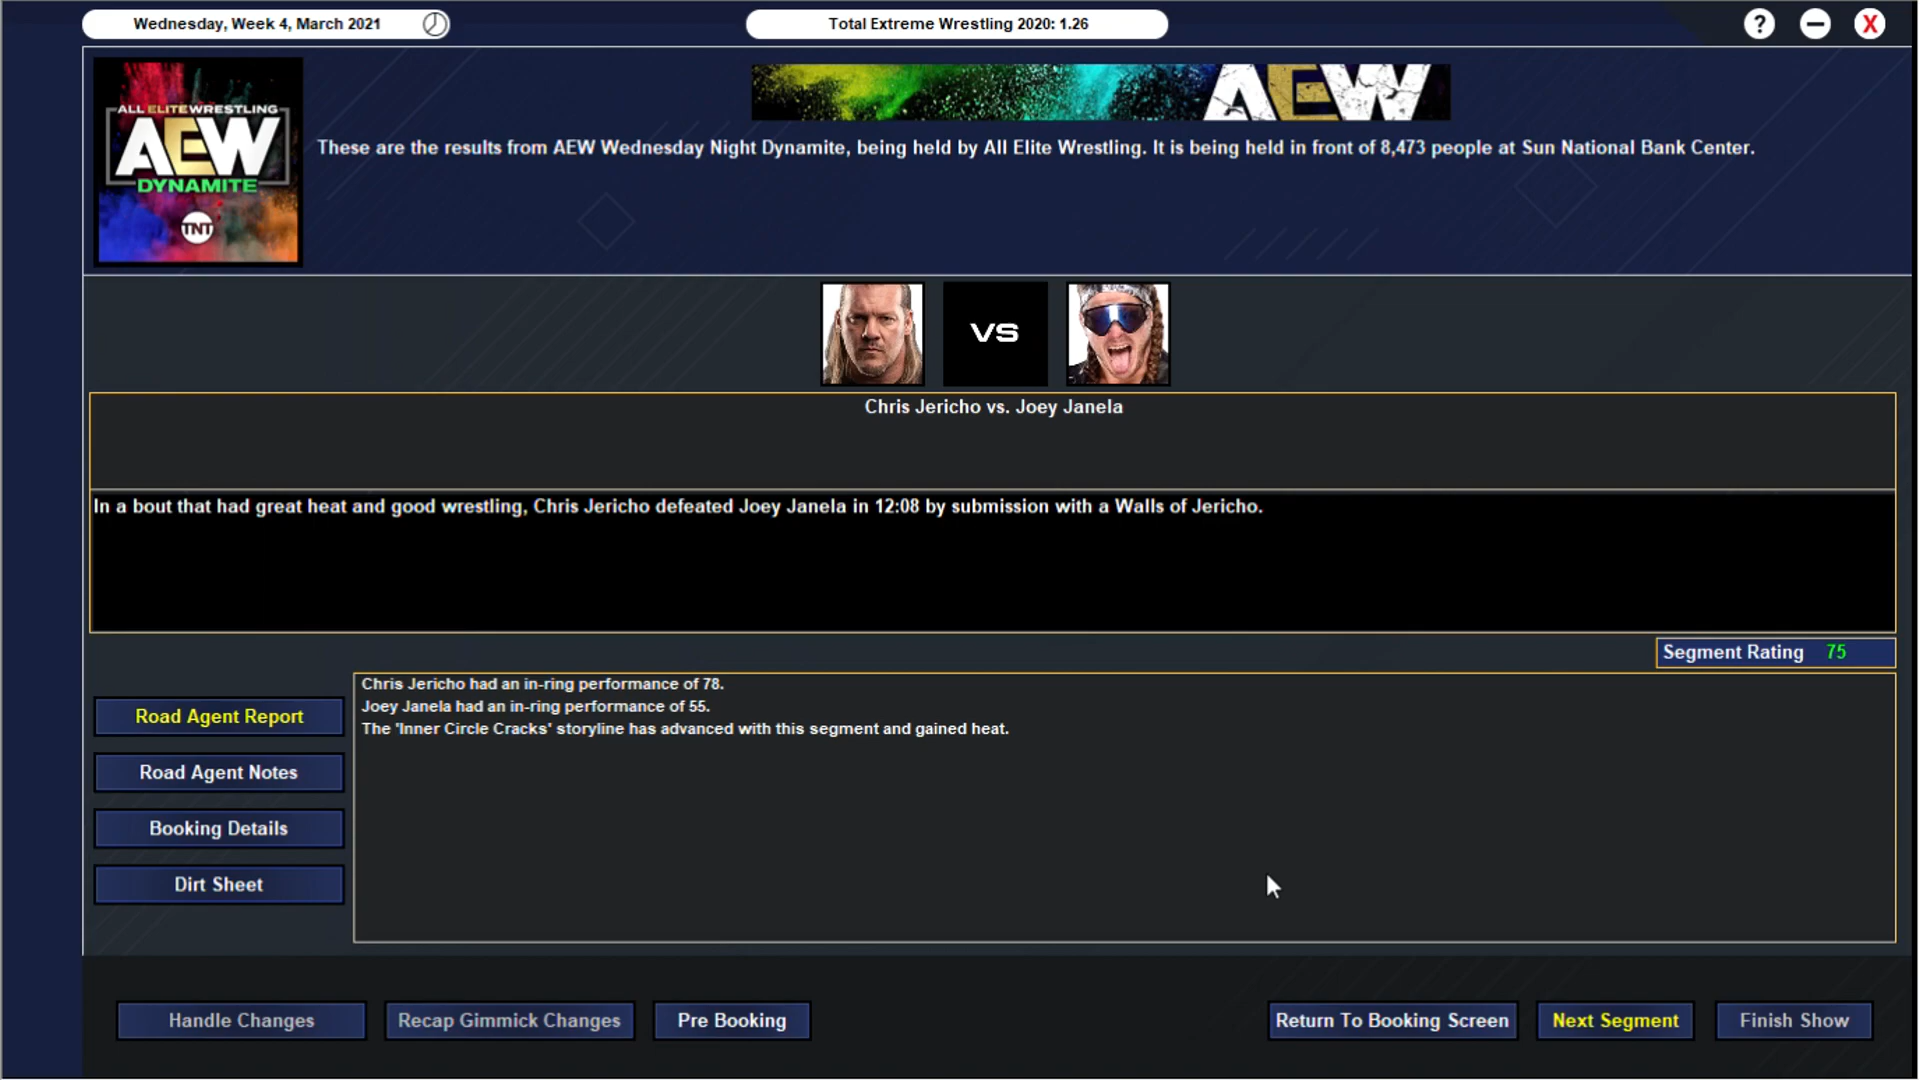 Wednesday, Week 4, March 2021
Total Extreme Wrestling 2020: 1.26
?
X
ALL ELITE WRESTLING
AEW
DYNAMITE
TNT
AEW
These are the results from AEW Wednesday Night Dynamite, being held by All Elite Wrestling. It is being held in front of 8,473 people at Sun National Bank Center.
VS
Chris Jericho vs. Joey Janela
In a bout that had great heat and good wrestling, Chris Jericho defeated Joey Janela in 12:08 by submission with a Walls of Jericho.
Segment Rating 75
Road Agent Report
Road Agent Notes
Booking Details
Dirt Sheet
Chris Jericho had an in-ring performance of 78.
Joey Janela had an in-ring performance of 55.
The 'Inner Circle Cracks' storyline has advanced with this segment and gained heat.
Handle Changes
Recap Gimmick Changes
Pre Booking
Return To Booking Screen
Next Segment
Finish Show